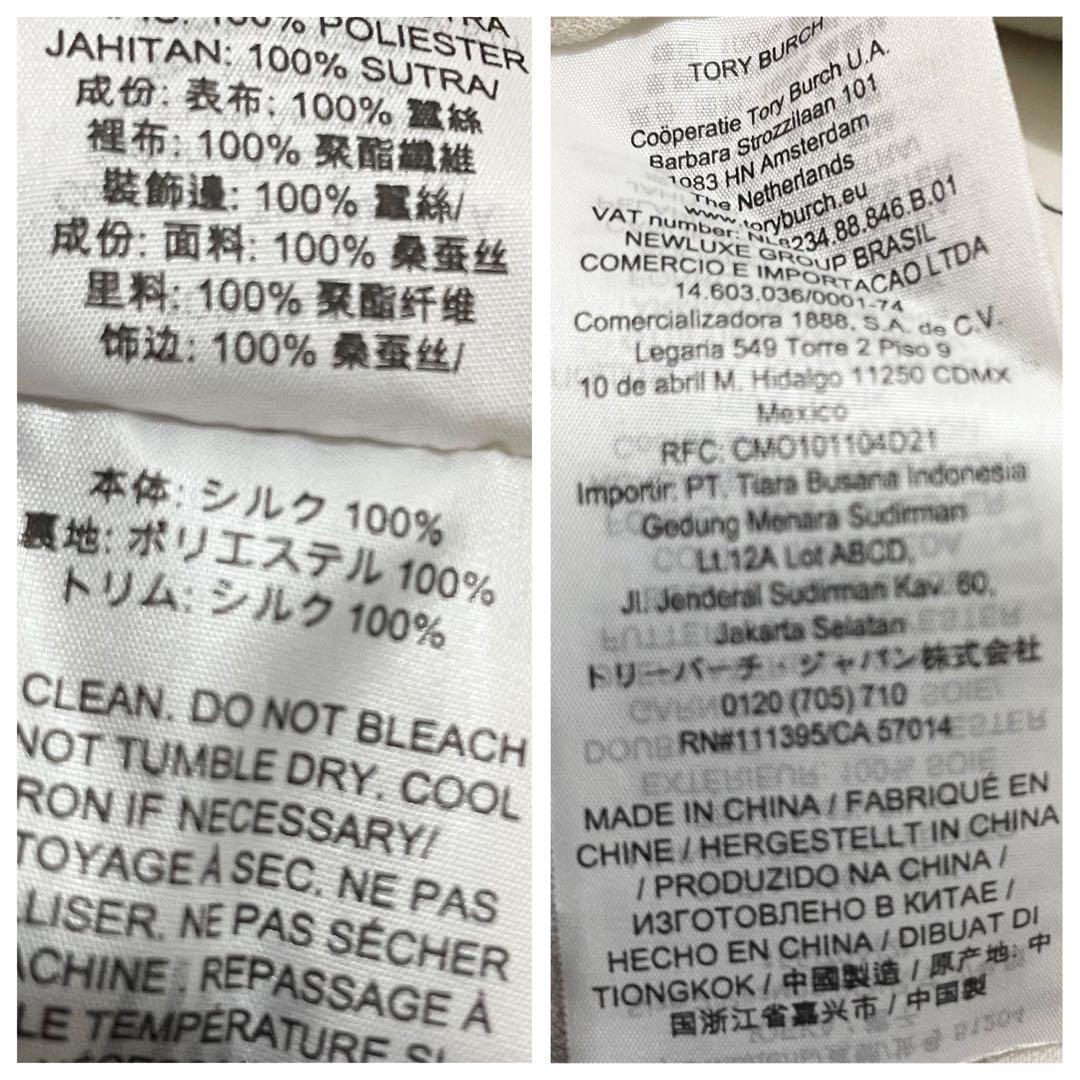 100% POLIESTER
JAHITAN: 100% SUTRA/
成份: 表布: 100% 蠶絲
裡布: 100% 聚酯纖維
裝飾邊: 100% 蠶絲/
成份: 面料: 100% 桑蚕丝
里料: 100% 聚酯纤维
饰边: 100% 桑蚕丝/
本体: シルク 100%
裏地: ポリエステル 100%
トリム: シルク 100%
CLEAN. DO NOT BLEACH
NOT TUMBLE DRY. COOL
RON IF NECESSARY/
TOYAGE À SEC. NE PAS
LISER. NE PAS SÉCHER
ACHINE. REPASSAGE À
LE TEMPÉRATURE SI
TORY BURCH
Coöperatie Tory Burch U.A.
Barbara Strozzilaan 101
1083 HN Amsterdam
The Netherlands
www.toryburch.eu
VAT number: NL8234.88.846.B.01
NEWLUXE GROUP BRASIL
COMERCIO E IMPORTACAO LTDA
14.603.036/0001-74
Comercializadora 1888, S.A. de C.V.
Legaria 549 Torre 2 Piso 9
10 de abril M. Hidalgo 11250 CDMX
Mexico
RFC: CMO101104D21
Importir: PT. Tiara Busana Indonesia
Gedung Menara Sudirman
Lt.12A Lot ABCD,
Jl. Jenderal Sudirman Kav. 60,
Jakarta Selatan
トリーバーチ・ジャパン株式会社
0120 (705) 710
RN#111395/CA 57014
MADE IN CHINA / FABRIQUÉ EN
CHINE / HERGESTELLT IN CHINA
/ PRODUZIDO NA CHINA /
ИЗГОТОВЛЕНО В КИТАЕ /
HECHO EN CHINA / DIBUAT DI
TIONGKOK / 中國製造 / 原产地: 中
国浙江省嘉兴市 / 中国製